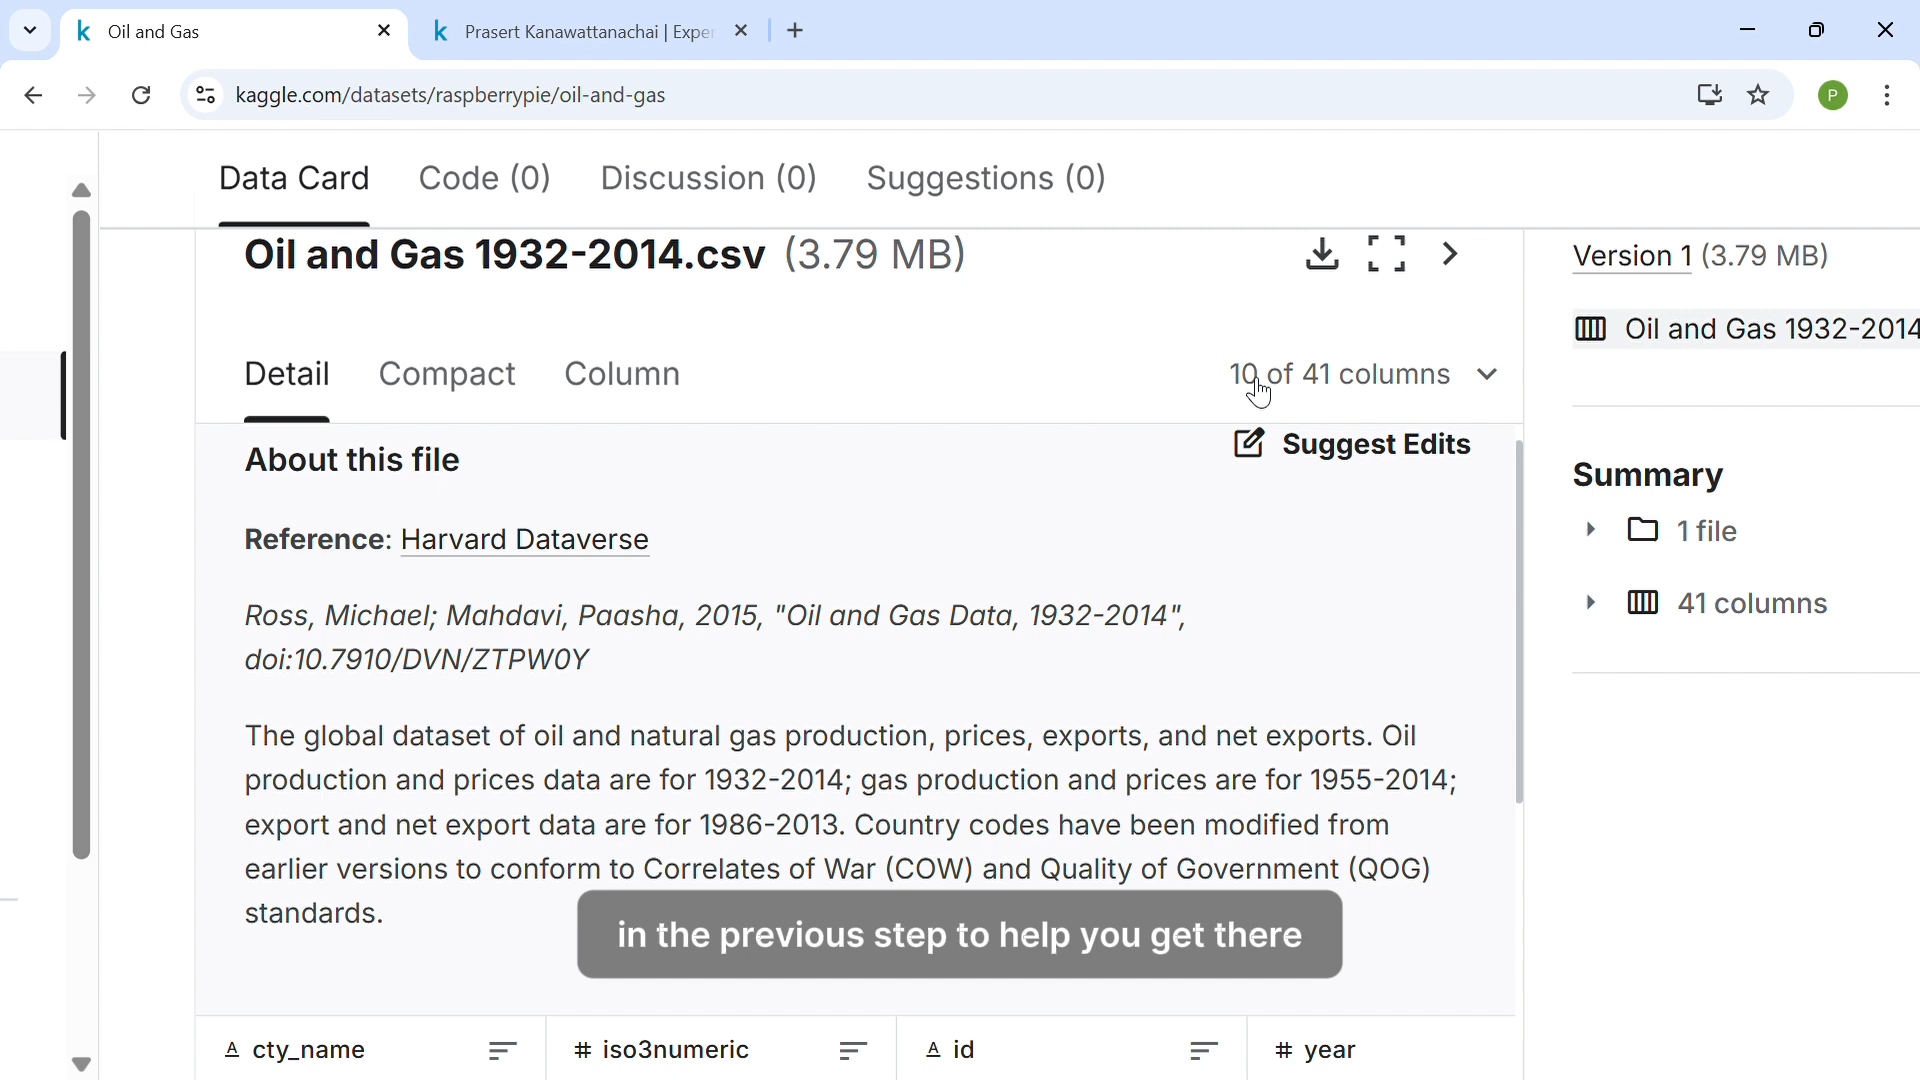 Oil and Gas
Prasert Kanawattanachai | Exper
kaggle.com/datasets/raspberrypie/oil-and-gas
P
Data Card
Code (0)
Discussion (0)
Suggestions (0)
Oil and Gas 1932-2014.csv (3.79 MB)
Version 1 (3.79 MB)
Oil and Gas 1932-2014
Detail
Compact
Column
10 of 41 columns
Suggest Edits
About this file
Summary
1 file
41 columns
Reference: Harvard Dataverse
Ross, Michael; Mahdavi, Paasha, 2015, "Oil and Gas Data, 1932-2014",
doi:10.7910/DVN/ZTPW0Y
The global dataset of oil and natural gas production, prices, exports, and net exports. Oil
production and prices data are for 1932-2014; gas production and prices are for 1955-2014;
export and net export data are for 1986-2013. Country codes have been modified from
earlier versions to conform to Correlates of War (COW) and Quality of Government (QOG)
standards.
in the previous step to help you get there
A cty_name
# iso3numeric
A id
# year